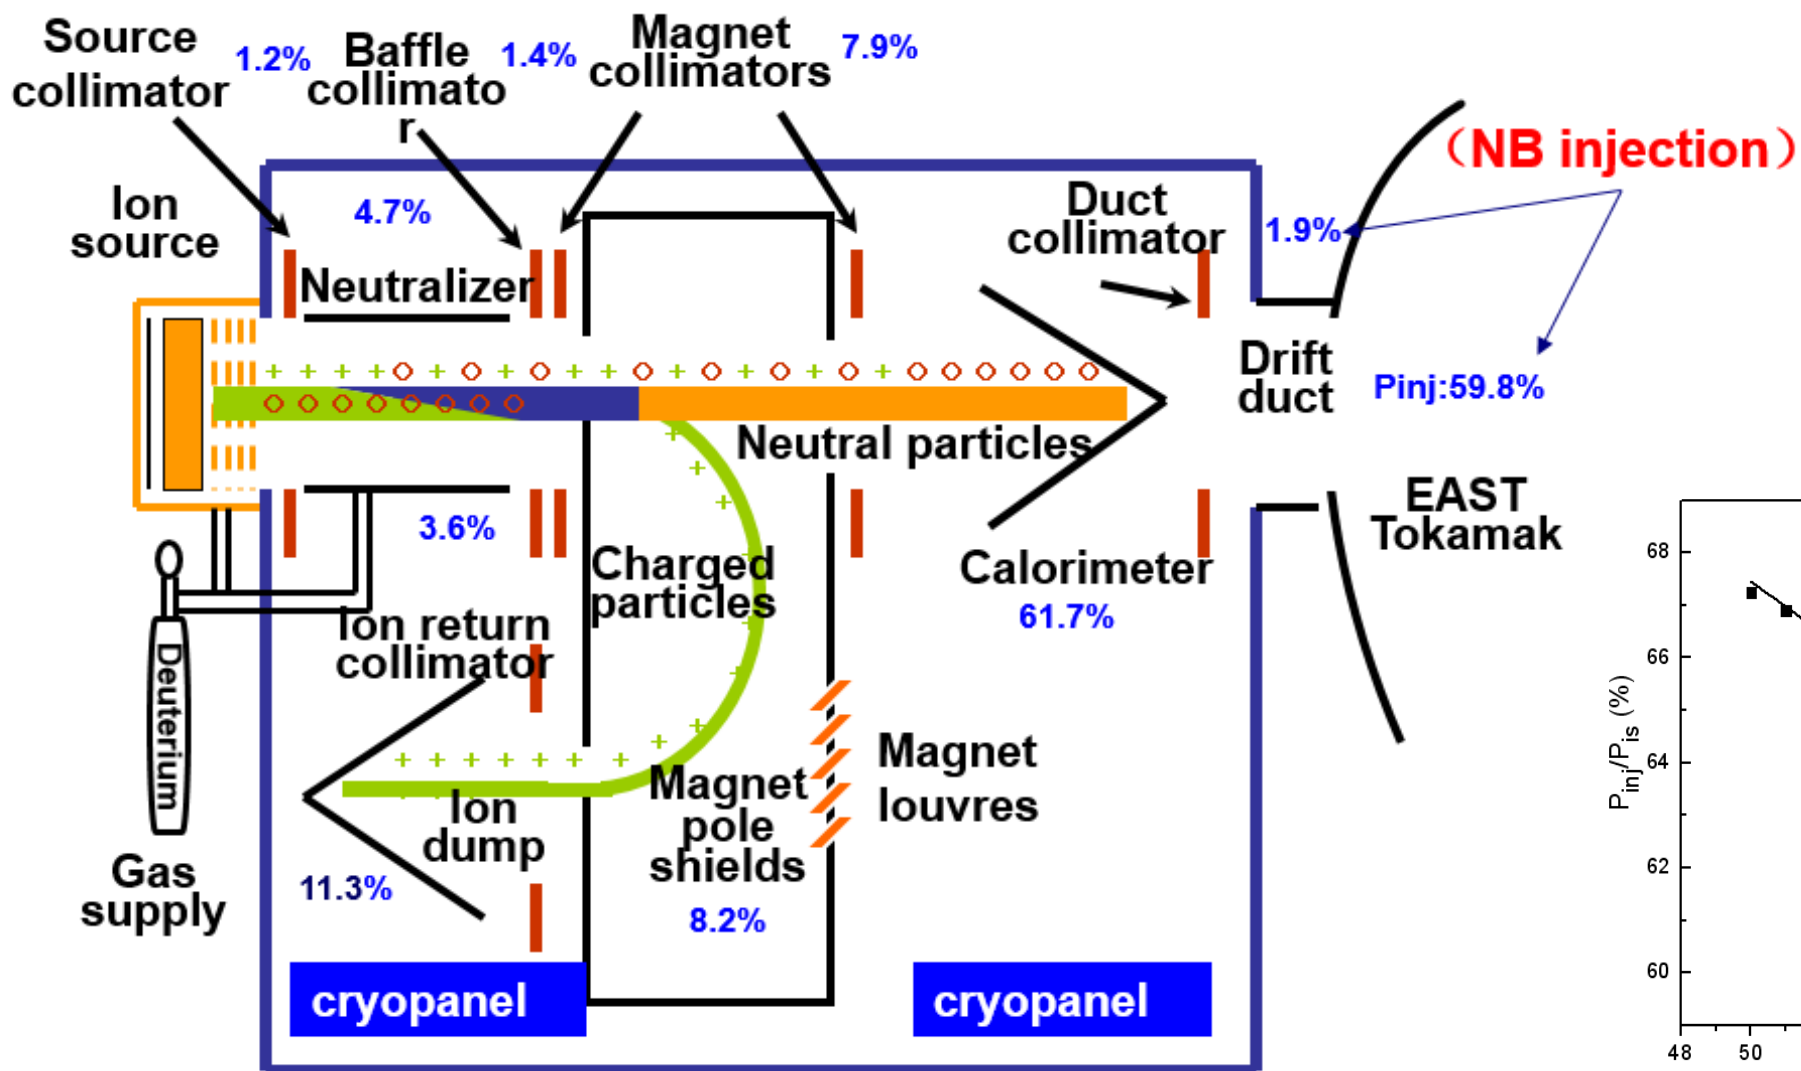 Source
collimator
1.2%
Baffle
collimato
r
1.4%
Magnet
collimators
7.9%
(NB injection)
Ion
source
4.7%
Neutralizer
Duct
collimator
1.9%
Drift
duct
Pinj:59.8%
Neutral particles
3.6%
Charged
particles
Calorimeter
61.7%
EAST
Tokamak
Ion return
collimator
Deuterium
Gas
supply
Ion
dump
11.3%
Magnet
pole
shields
8.2%
Magnet
louvres
cryopanel
cryopanel
Pinj/Pis (%)
68
66
64
62
60
48
50